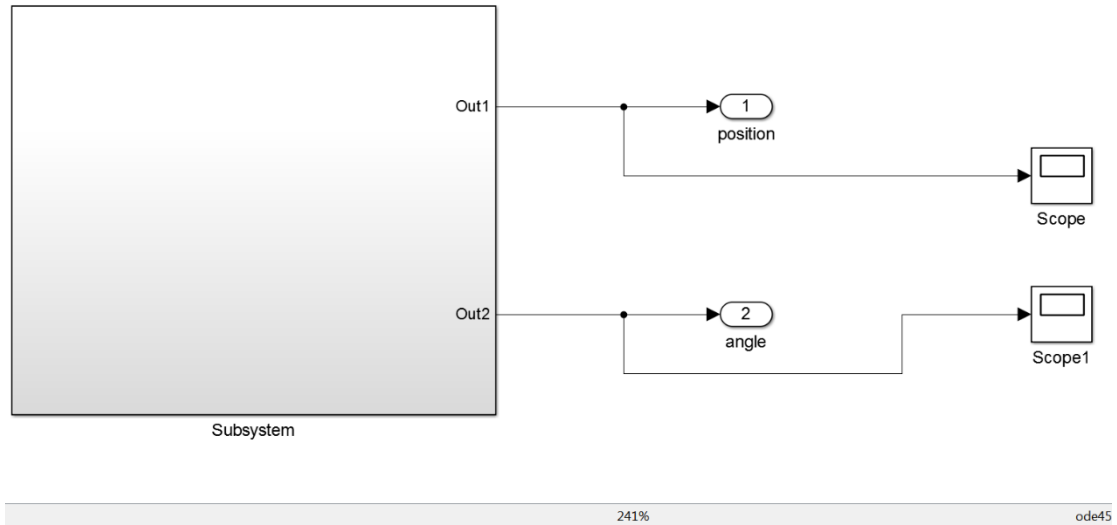 Out1
1
position
Scope
Out2
2
angle
Scope1
Subsystem
241%
ode45